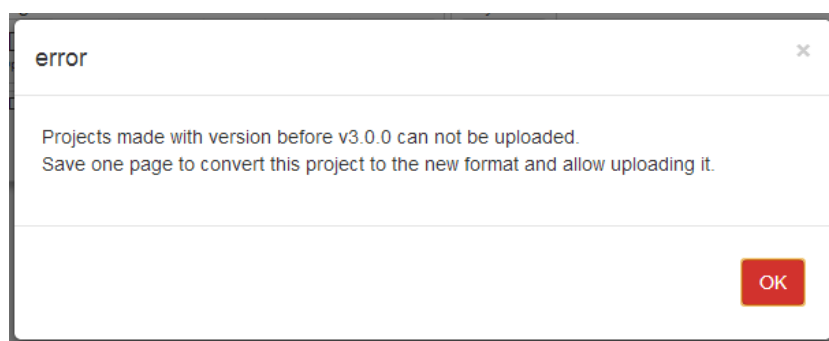 error
×
Projects made with version before v3.0.0 can not be uploaded.
Save one page to convert this project to the new format and allow uploading it.
OK